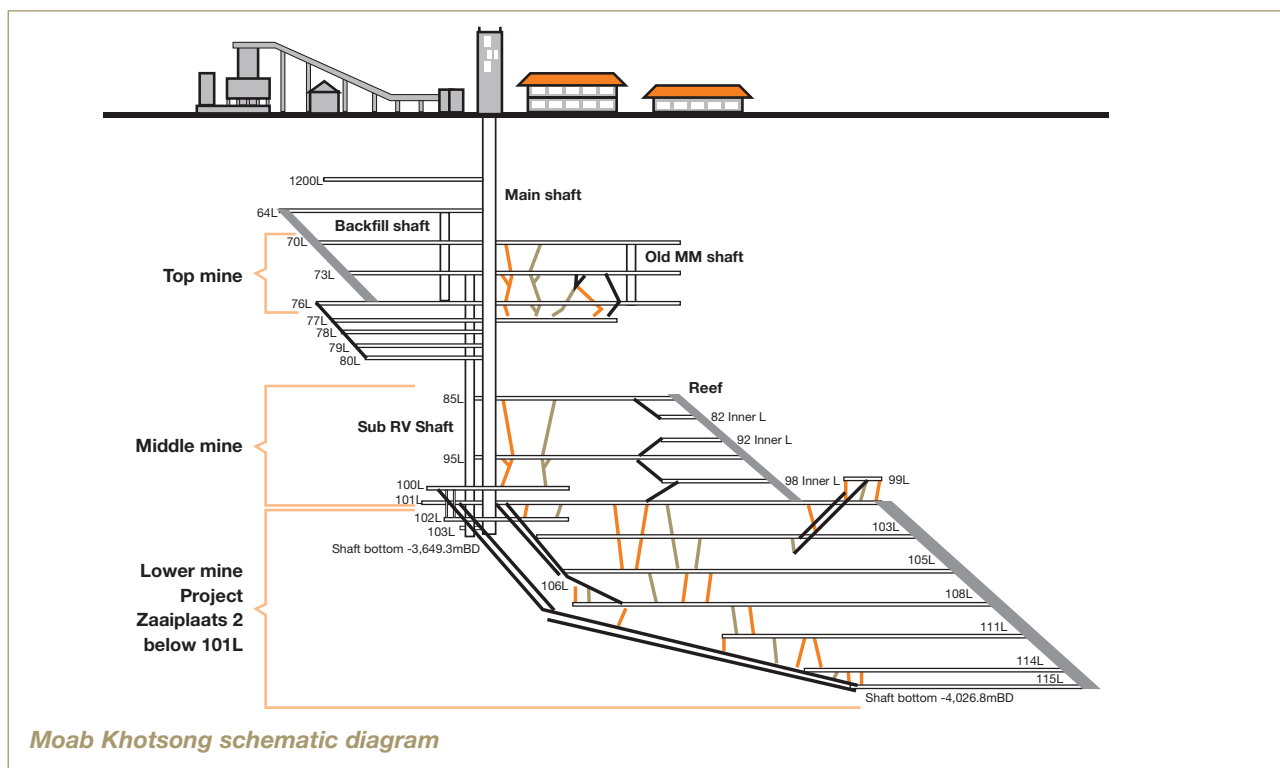 1200L
Main shaft
64L
Backfill shaft
70L
Old MM shaft
Top mine
73L
76L
77L
78L
79L
80L
Reef
85L
82 Inner L
Sub RV Shaft
92 Inner L
Middle mine
95L
98 Inner L
99L
100L
101L
102L
103L
103L
Shaft bottom -3,649.3mBD
105L
Lower mine
Project
Zaaiplaats 2
below 101L
106L
108L
111L
114L
115L
Shaft bottom -4,026.8mBD
Moab Khotsong schematic diagram